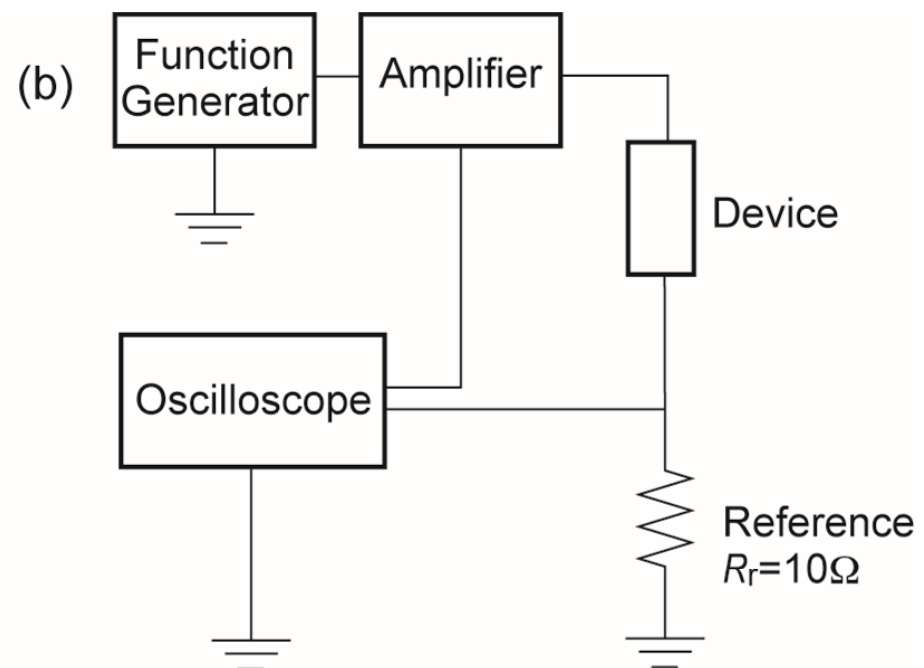 (b)
Function
Generator
Amplifier
Device
Oscilloscope
Reference
Rr=10Ω